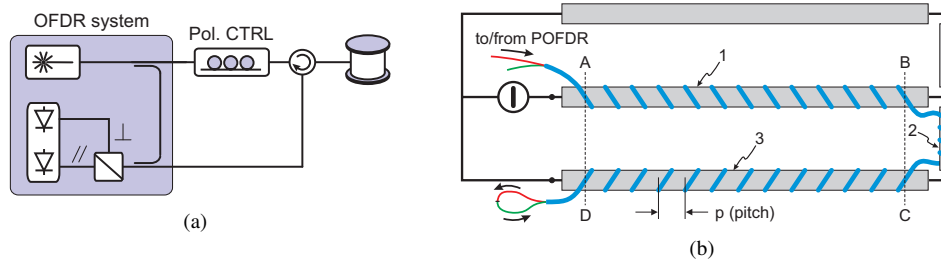 OFDR system
Pol. CTRL
⊥
//
(a)
to/from POFDR
A
1
B
2
3
D
p (pitch)
C
(b)